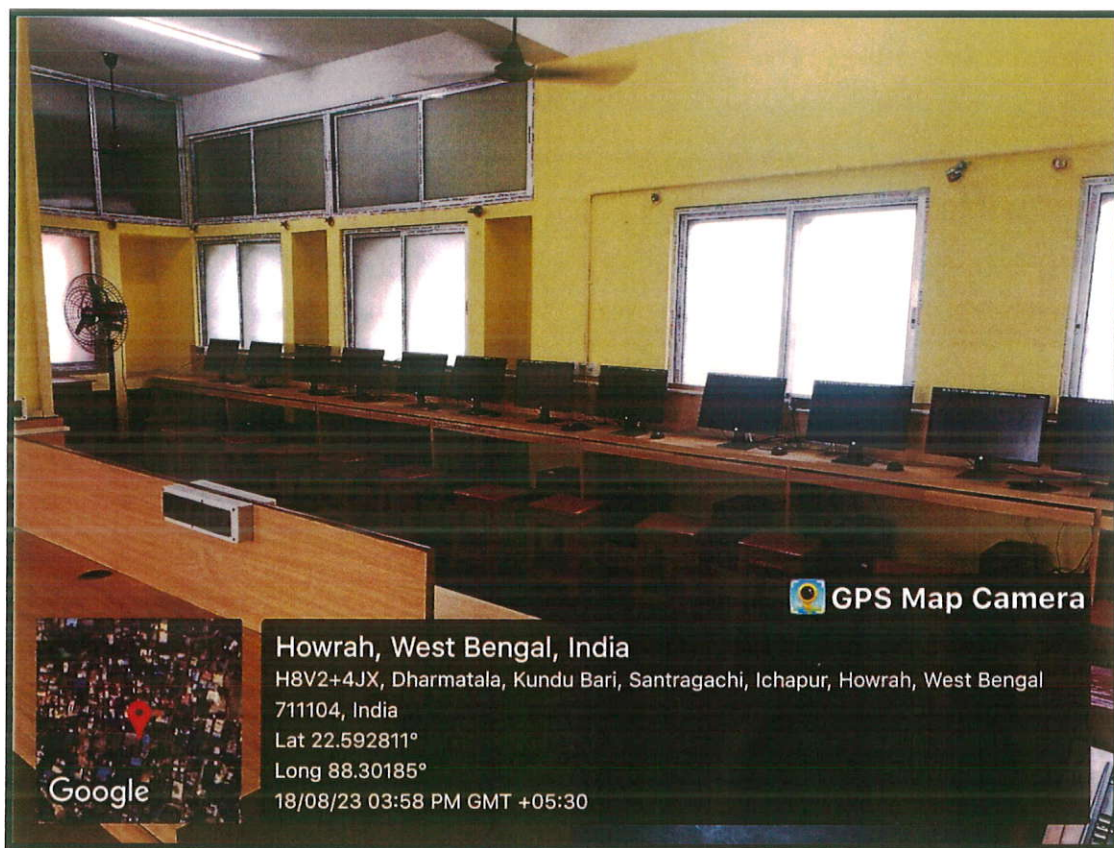 GPS Map Camera
Howrah, West Bengal, India
H8V2+4JX, Dharmatala, Kundu Bari, Santragachi, Ichapur, Howrah, West Bengal
711104, India
Lat 22.592811°
Long 88.30185°
18/08/23 03:58 PM GMT +05:30
Google